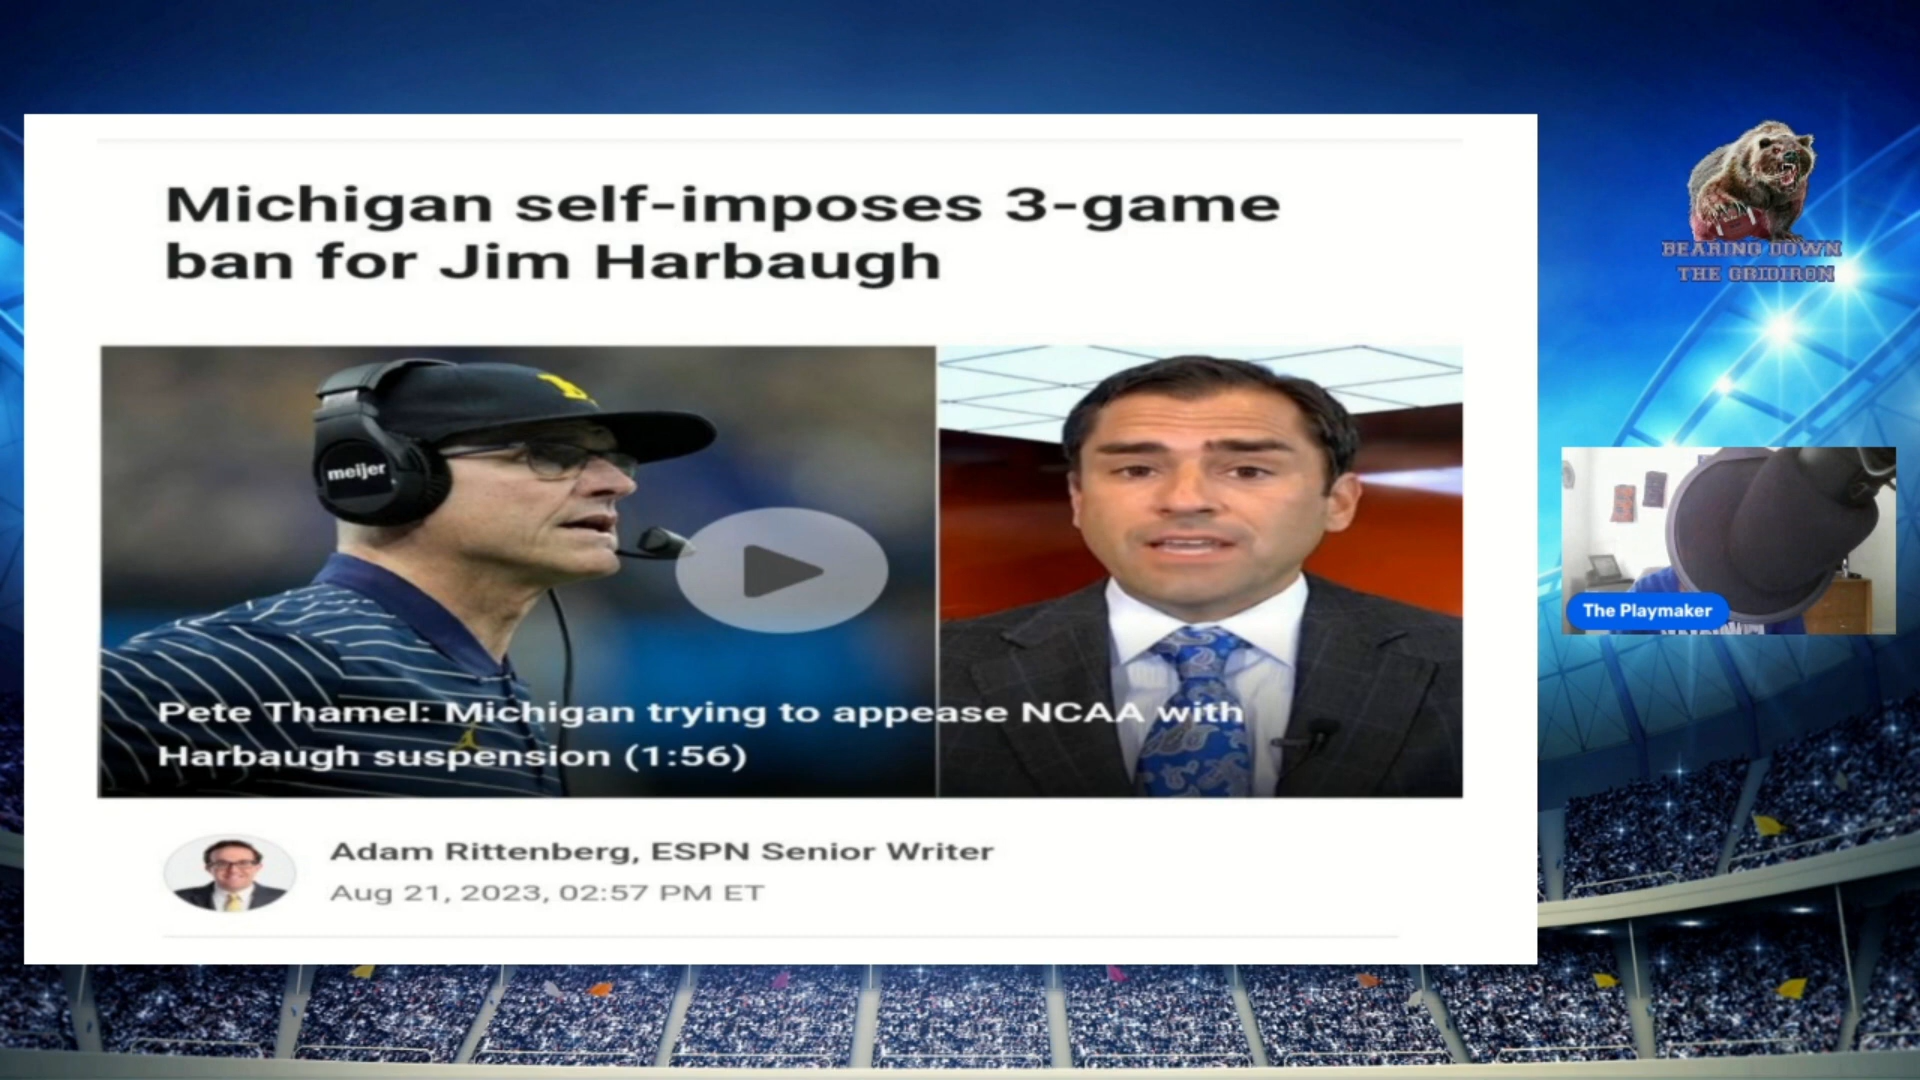 Michigan self-imposes 3-game
ban for Jim Harbaugh
meijer
Pete Thamel: Michigan trying to appease NCAA with
Harbaugh suspension (1:56)
Adam Rittenberg, ESPN Senior Writer
Aug 21, 2023, 02:57 PM ET
BEARING DOWN
THE GRIDIRON
The Playmaker